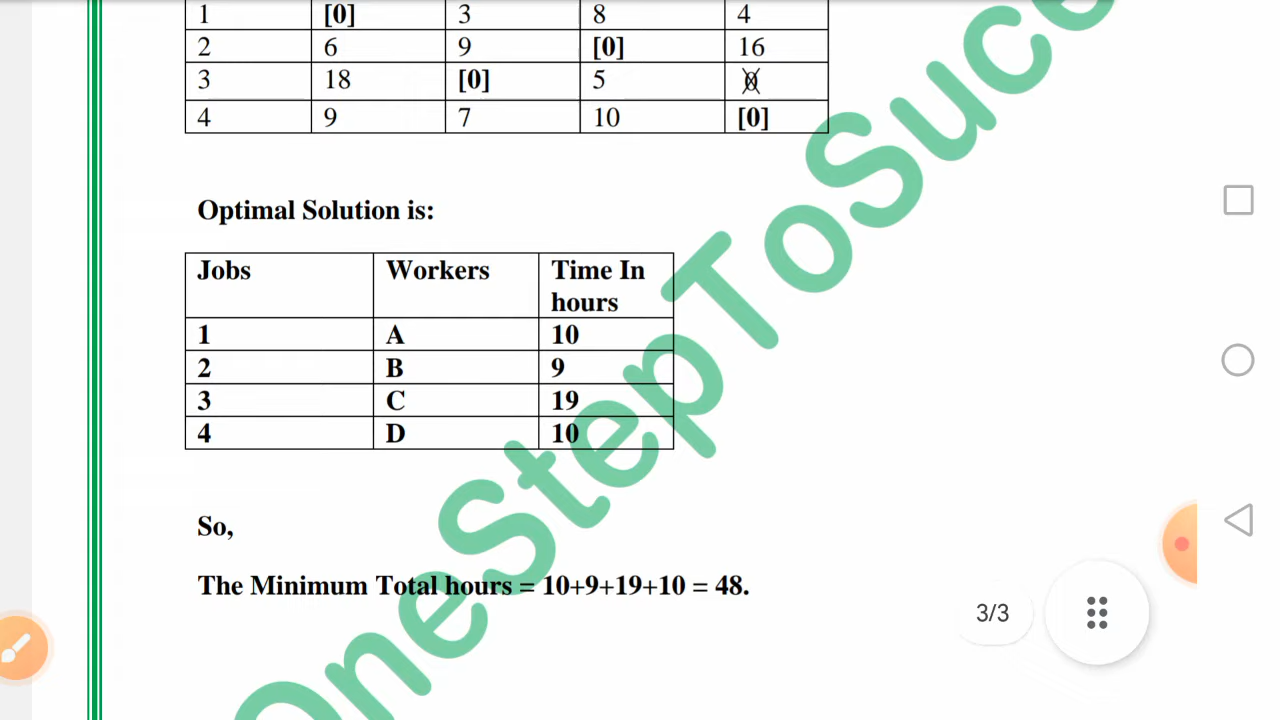 1 [0] 3 8 4
2 6 9 [0] 16
3 18 [0] 5 0
4 9 7 10 [0]
Optimal Solution is:
Jobs Workers Time In
hours
1 A 10
2 B 9
3 C 19
4 D 10
So,
The Minimum Total hours = 10+9+19+10 = 48.
3/3
OneStepToSuce